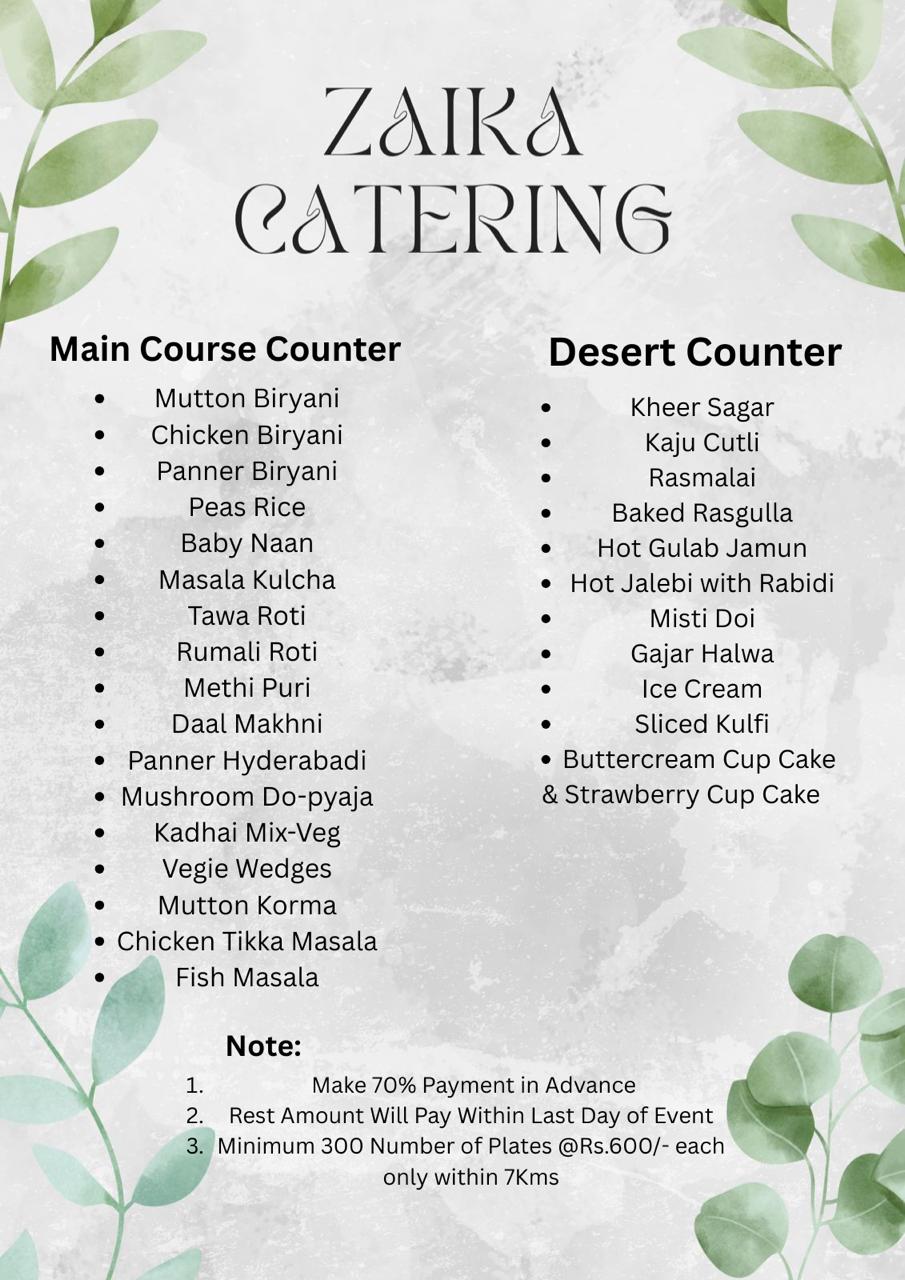 ZAIKA
CATERING
Main Course Counter
• Mutton Biryani
• Chicken Biryani
• Panner Biryani
• Peas Rice
• Baby Naan
• Masala Kulcha
• Tawa Roti
• Rumali Roti
• Methi Puri
• Daal Makhni
• Panner Hyderabadi
• Mushroom Do-pyaja
• Kadhai Mix-Veg
• Vegie Wedges
• Mutton Korma
• Chicken Tikka Masala
• Fish Masala
Desert Counter
• Kheer Sagar
• Kaju Cutli
• Rasmalai
• Baked Rasgulla
• Hot Gulab Jamun
• Hot Jalebi with Rabidi
• Misti Doi
• Gajar Halwa
• Ice Cream
• Sliced Kulfi
• Buttercream Cup Cake
& Strawberry Cup Cake
Note:
1. Make 70% Payment in Advance
2. Rest Amount Will Pay Within Last Day of Event
3. Minimum 300 Number of Plates @Rs.600/- each
only within 7Kms